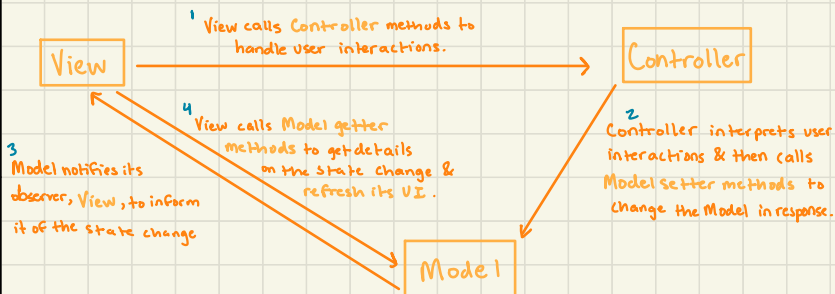 1
View calls Controller methods to
handle user interactions.
View
Controller
4
View calls Model getter
methods to get details
on the state change &
refresh its UI.
2
Controller interprets user
interactions & then calls
Model setter methods to
change the Model in response.
3
Model notifies its
observer, View, to inform
it of the state change
Model